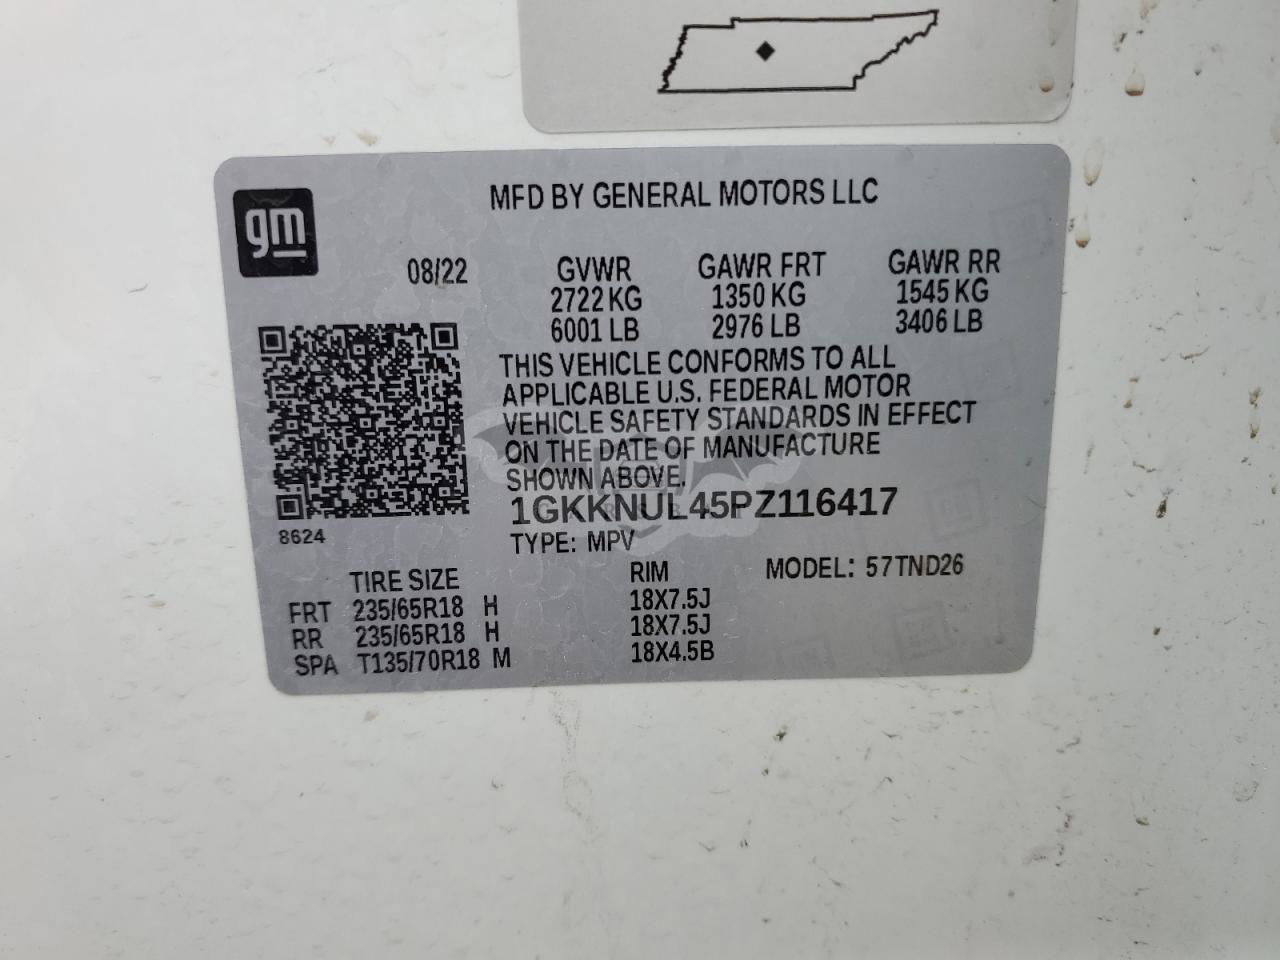 MFD BY GENERAL MOTORS LLC
gm
08/22
GVWR GAWR FRT GAWR RR
2722 KG 1350 KG 1545 KG
6001 LB 2976 LB 3406 LB
THIS VEHICLE CONFORMS TO ALL
APPLICABLE U.S. FEDERAL MOTOR
VEHICLE SAFETY STANDARDS IN EFFECT
ON THE DATE OF MANUFACTURE
SHOWN ABOVE.
1GKKNUL45PZ116417
8624
TYPE: MPV
MODEL: 57TND26
TIRE SIZE RIM
FRT 235/65R18 H 18X7.5J
RR 235/65R18 H 18X7.5J
SPA T135/70R18 M 18X4.5B